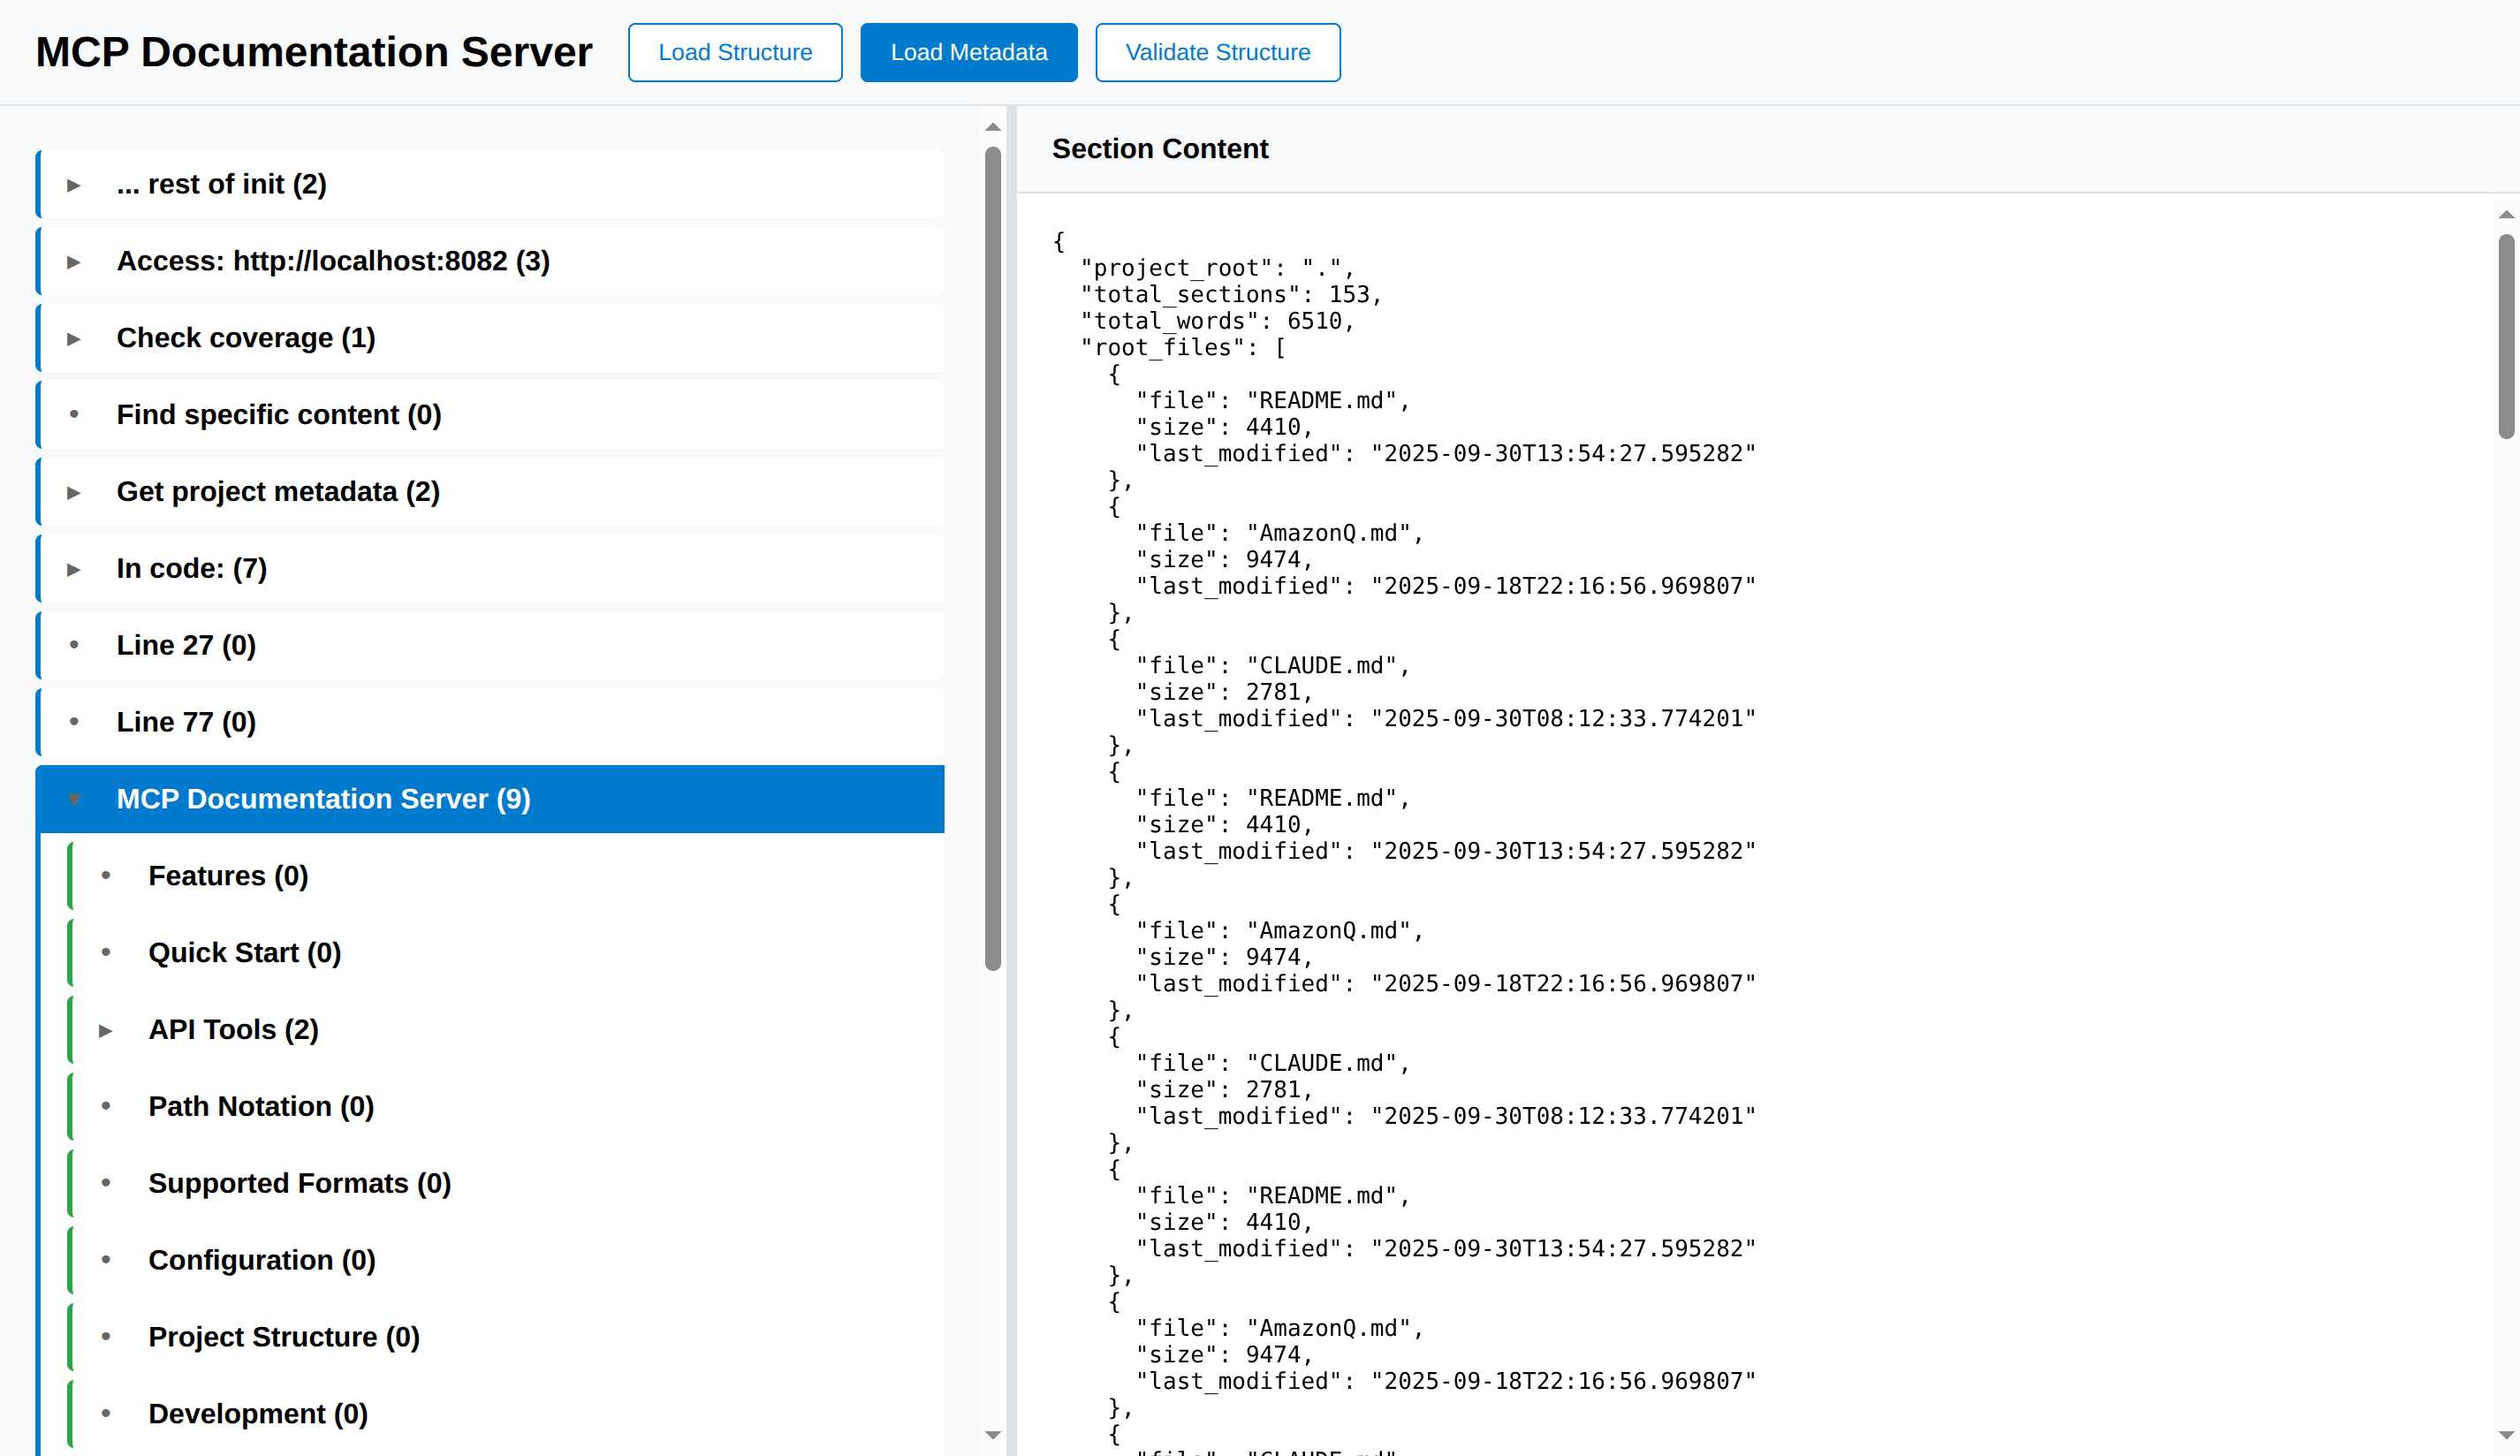 MCP Documentation Server
Load Structure
Load Metadata
Validate Structure
▶ ... rest of init (2)
▶ Access: http://localhost:8082 (3)
▶ Check coverage (1)
• Find specific content (0)
▶ Get project metadata (2)
▶ In code: (7)
• Line 27 (0)
• Line 77 (0)
▼ MCP Documentation Server (9)
• Features (0)
• Quick Start (0)
▶ API Tools (2)
• Path Notation (0)
• Supported Formats (0)
• Configuration (0)
• Project Structure (0)
• Development (0)
Section Content
{
  "project_root": ".",
  "total_sections": 153,
  "total_words": 6510,
  "root_files": [
    {
      "file": "README.md",
      "size": 4410,
      "last_modified": "2025-09-30T13:54:27.595282"
    },
    {
      "file": "AmazonQ.md",
      "size": 9474,
      "last_modified": "2025-09-18T22:16:56.969807"
    },
    {
      "file": "CLAUDE.md",
      "size": 2781,
      "last_modified": "2025-09-30T08:12:33.774201"
    },
    {
      "file": "README.md",
      "size": 4410,
      "last_modified": "2025-09-30T13:54:27.595282"
    },
    {
      "file": "AmazonQ.md",
      "size": 9474,
      "last_modified": "2025-09-18T22:16:56.969807"
    },
    {
      "file": "CLAUDE.md",
      "size": 2781,
      "last_modified": "2025-09-30T08:12:33.774201"
    },
    {
      "file": "README.md",
      "size": 4410,
      "last_modified": "2025-09-30T13:54:27.595282"
    },
    {
      "file": "AmazonQ.md",
      "size": 9474,
      "last_modified": "2025-09-18T22:16:56.969807"
    },
    {